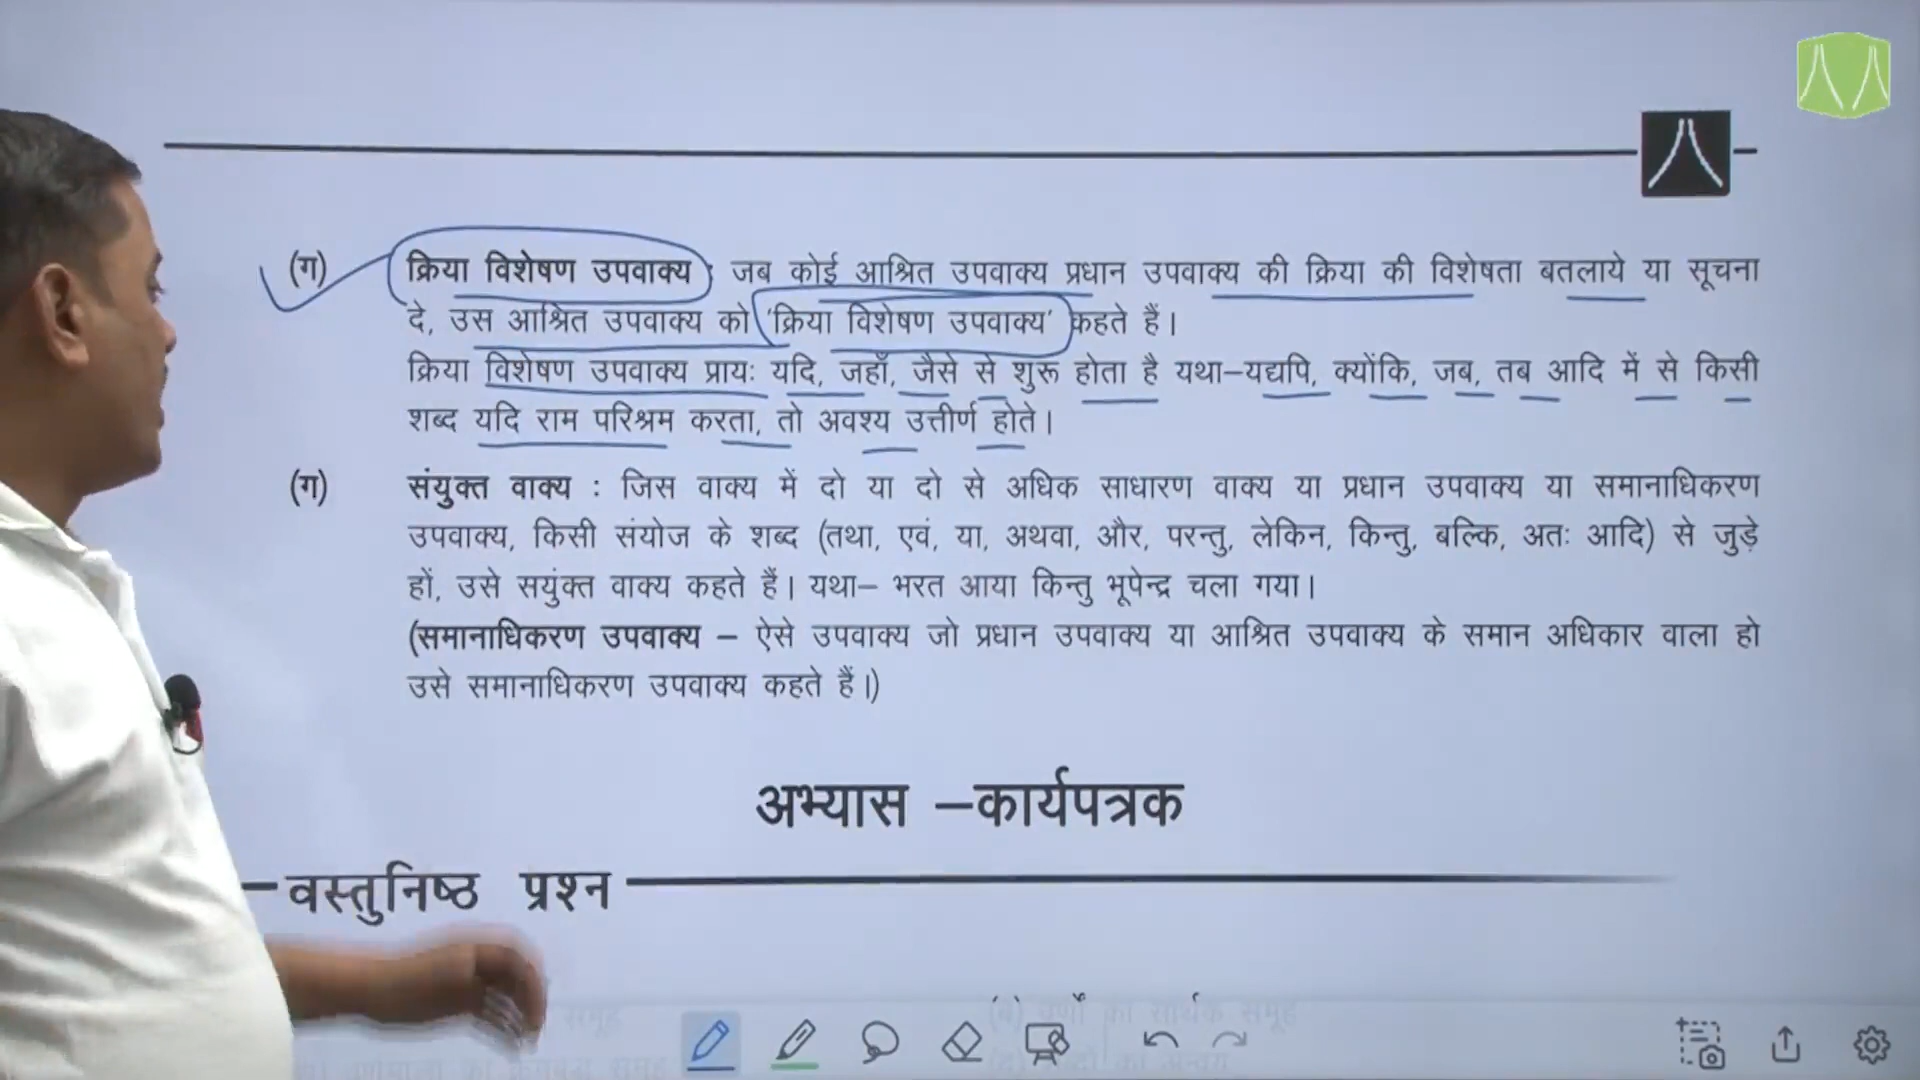 (ग) क्रिया विशेषण उपवाक्य : जब कोई आश्रित उपवाक्य प्रधान उपवाक्य की क्रिया की विशेषता बतलाये या सूचना
दे, उस आश्रित उपवाक्य को 'क्रिया विशेषण उपवाक्य' कहते हैं।
क्रिया विशेषण उपवाक्य प्रायः यदि, जहाँ, जैसे से शुरू होता है यथा–यद्यपि, क्योंकि, जब, तब आदि में से किसी
शब्द यदि राम परिश्रम करता, तो अवश्य उत्तीर्ण होते।
(ग) संयुक्त वाक्य : जिस वाक्य में दो या दो से अधिक साधारण वाक्य या प्रधान उपवाक्य या समानाधिकरण
उपवाक्य, किसी संयोज के शब्द (तथा, एवं, या, अथवा, और, परन्तु, लेकिन, किन्तु, बल्कि, अतः आदि) से जुड़े
हों, उसे सयुंक्त वाक्य कहते हैं। यथा– भरत आया किन्तु भूपेन्द्र चला गया।
(समानाधिकरण उपवाक्य – ऐसे उपवाक्य जो प्रधान उपवाक्य या आश्रित उपवाक्य के समान अधिकार वाला हो
उसे समानाधिकरण उपवाक्य कहते हैं।)
अभ्यास –कार्यपत्रक
वस्तुनिष्ठ प्रश्न
समूह (ब) वर्णों का सार्थक समूह